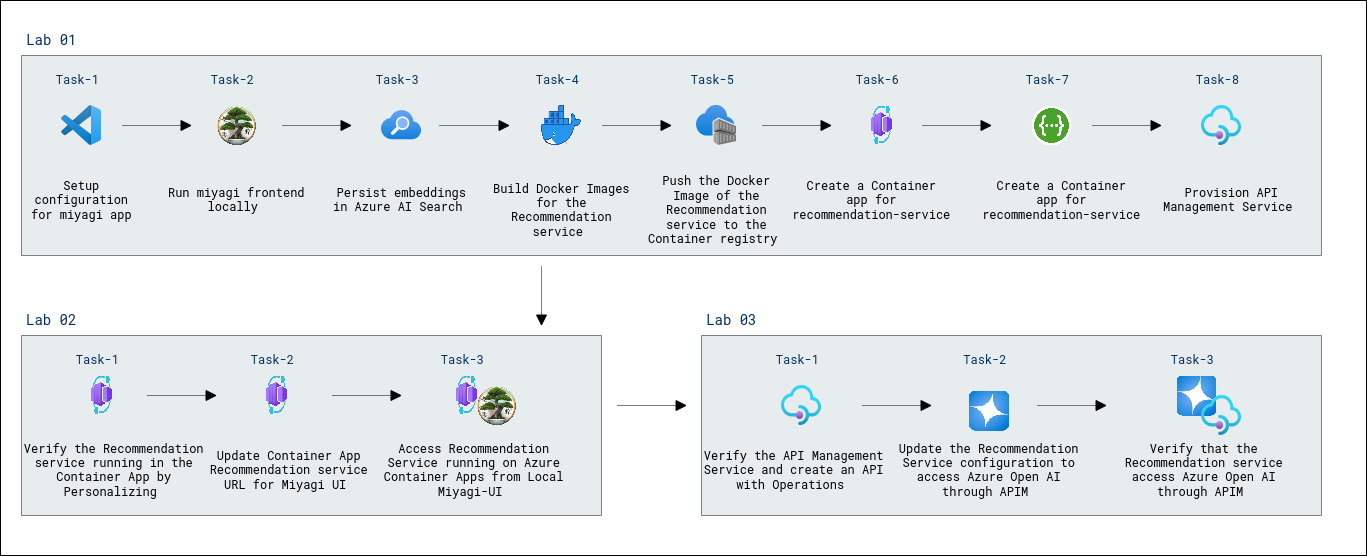 Lab 01
Task-1
Task-2
Task-3
Task-4
Task-5
Task-6
Task-7
Task-8
Setup
configuration
for miyagi app
Run miyagi frontend
locally
Persist embeddings
in Azure AI Search
Build Docker Images
for the
Recommendation
service
Push the Docker
Image of the
Recommendation
service to the
Container registry
Create a Container
app for
recommendation-service
Create a Container
app for
recommendation-service
Provision API
Management Service
Lab 02
Task-1
Task-2
Task-3
Verify the Recommendation
service running in the
Container App by
Personalizing
Update Container App
Recommendation service
URL for Miyagi UI
Access Recommendation
Service running on Azure
Container Apps from Local
Miyagi-UI
Lab 03
Task-1
Task-2
Task-3
Verify the API Management
Service and create an API
with Operations
Update the Recommendation
Service configuration to
access Azure Open AI
through APIM
Verify that the
Recommendation service
access Azure Open AI
through APIM